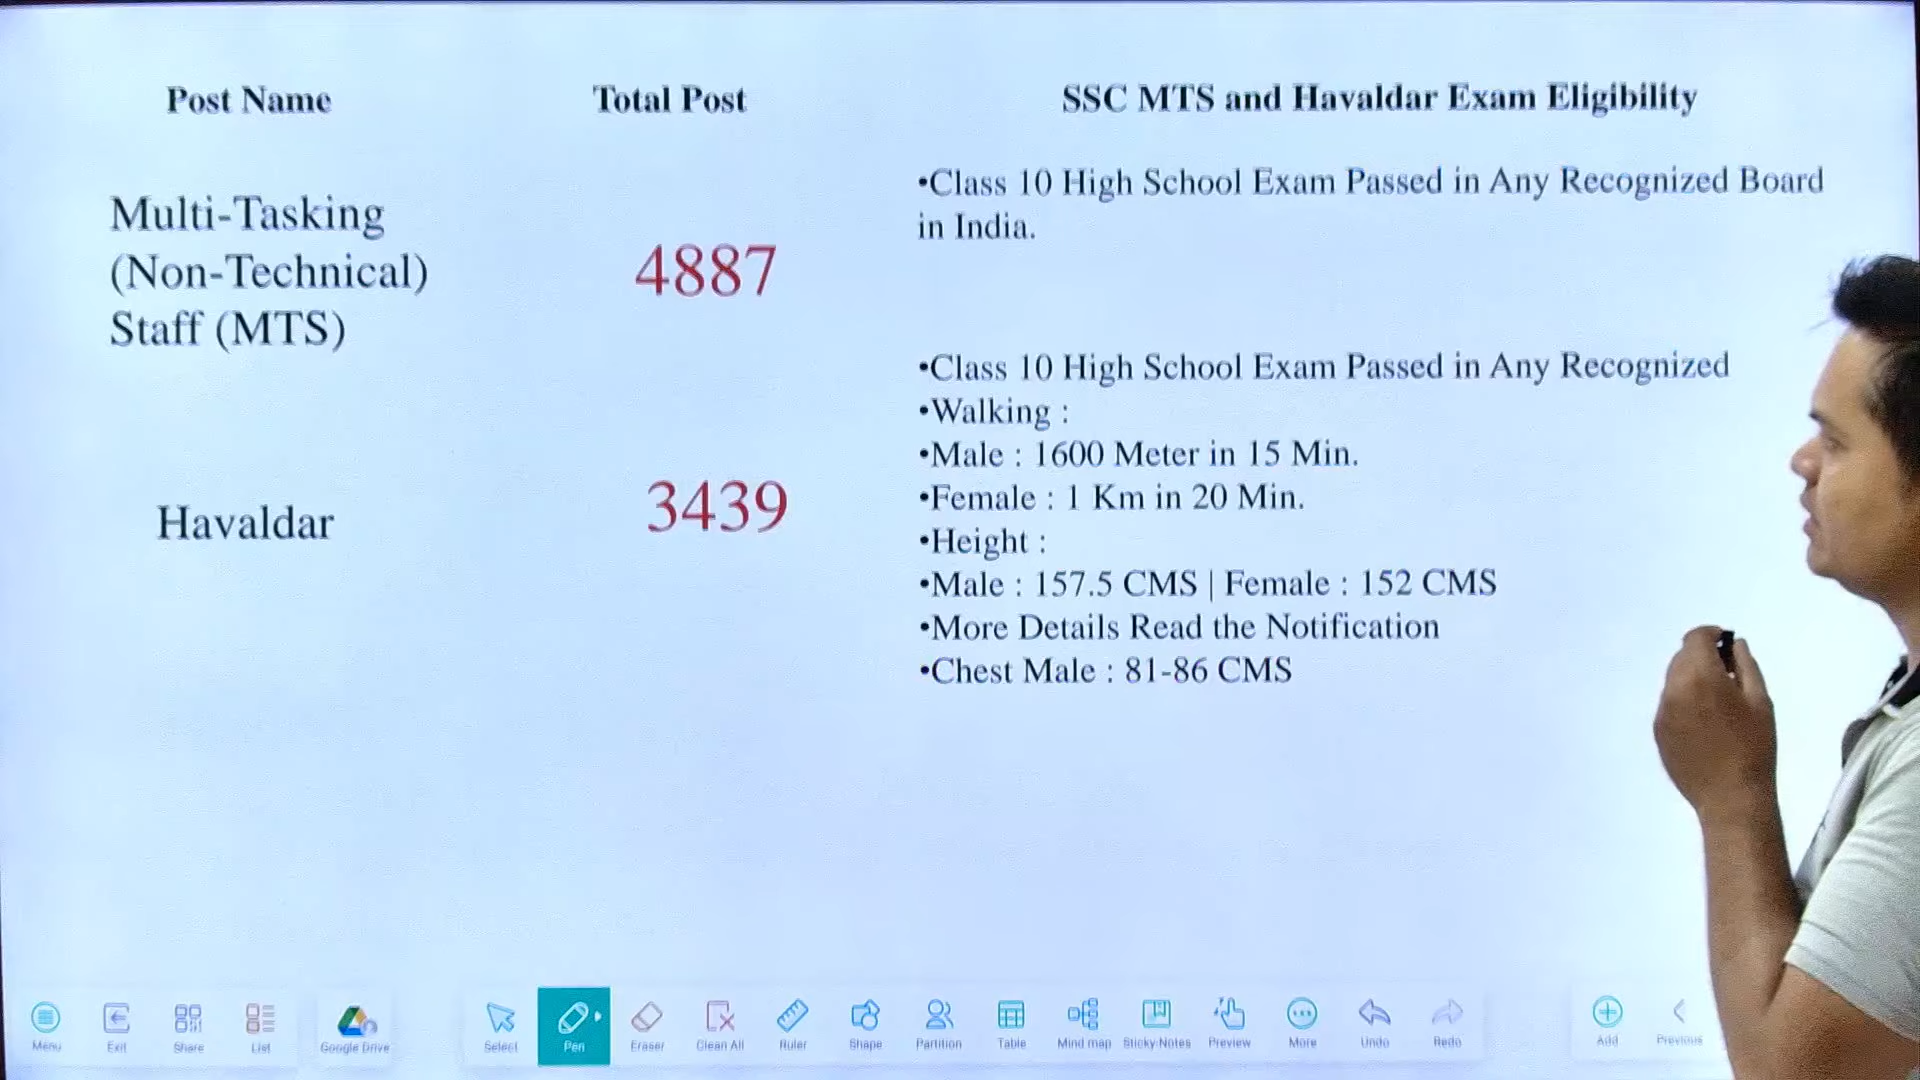 Post Name
Total Post
SSC MTS and Havaldar Exam Eligibility
Multi-Tasking
(Non-Technical)
Staff (MTS)
4887
•Class 10 High School Exam Passed in Any Recognized Board
in India.
Havaldar
3439
•Class 10 High School Exam Passed in Any Recognized
•Walking :
•Male : 1600 Meter in 15 Min.
•Female : 1 Km in 20 Min.
•Height :
•Male : 157.5 CMS | Female : 152 CMS
•More Details Read the Notification
•Chest Male : 81-86 CMS
Menu
Exit
Share
List
Google Drive
Select
Pen
Eraser
Clean All
Ruler
Shape
Partition
Table
Mind map
Sticky Notes
Preview
More
Undo
Redo
Add
Previous